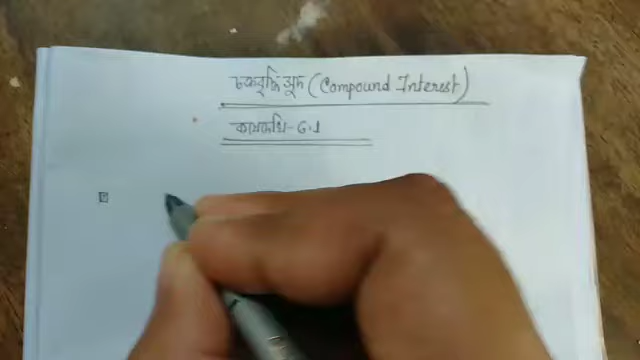 চক্রবৃদ্ধি সুদ (Compound Interest)
কষে দেখি-6.1